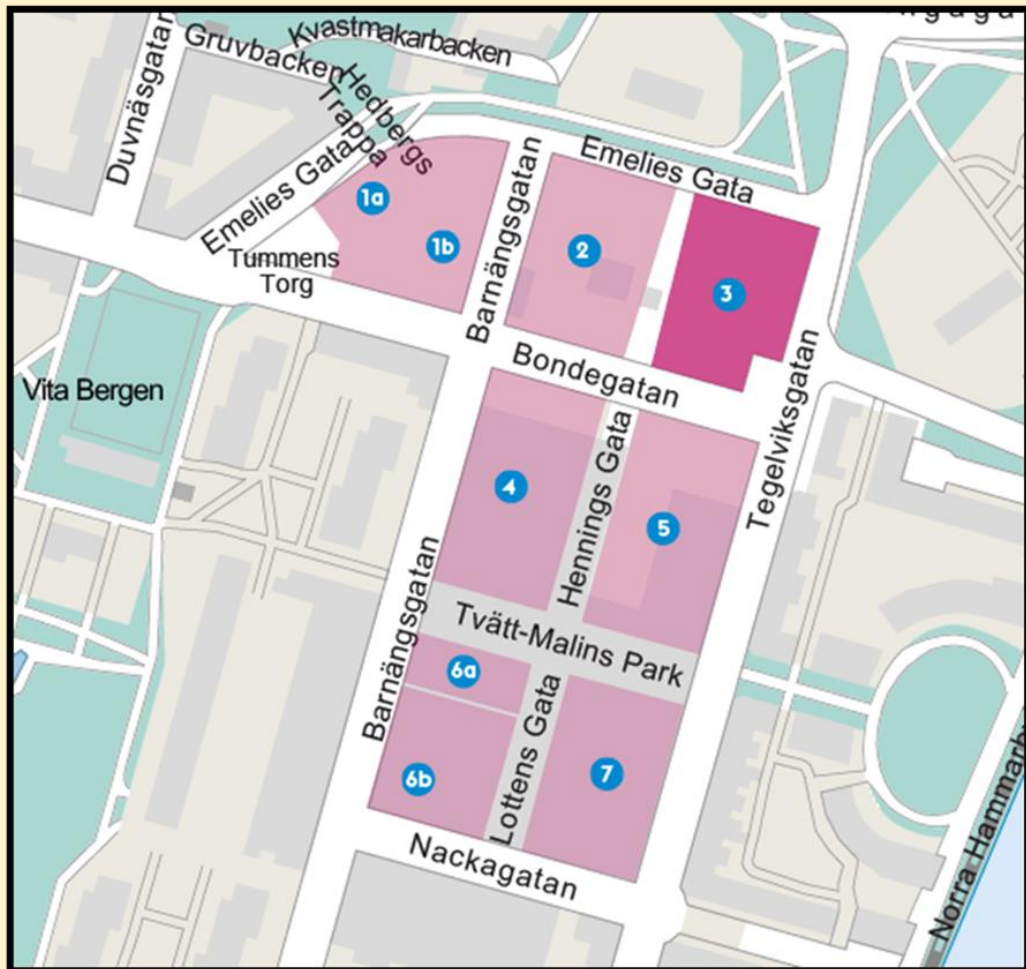 Kvastmakarbacken
Gruvbacken
Duvnäsgatan
Hedbergs
Trappa
Emelies Gata
Emelies Gata
Barnängsgatan
1a
1b
2
3
Tummens
Torg
Bondegatan
Tegelviksgatan
Vita Bergen
4
Hennings Gata
5
Barnängsgatan
Tvätt-Malins Park
6a
Lottens Gata
6b
7
Nackagatan